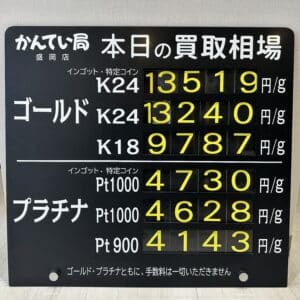 かんてい局 本日の買取相場
盛岡店
インゴット・特定コイン
K24 13519円/g
ゴールド K24 13240円/g
K18 9787円/g
インゴット・特定コイン
Pt1000 4730円/g
プラチナ Pt1000 4628円/g
Pt900 4143円/g
ゴールド・プラチナともに、手数料は一切いただきません